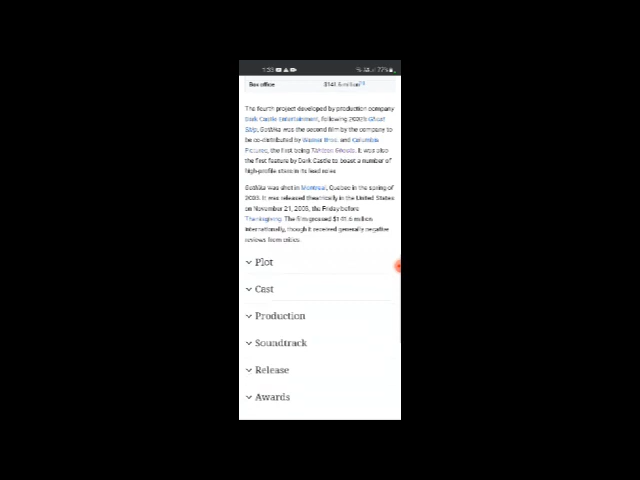 Box office $141.6 million
The fourth project developed by production company
Dark Castle Entertainment, following 2002's Ghost
Ship, Gothika was the second film by the company to
be co-distributed by Warner Bros. and Columbia
Pictures, the first being Thir13en Ghosts. It was also
the first feature by Dark Castle to boast a number of
high-profile stars in its lead roles.
Gothika was shot in Montreal, Quebec in the spring of
2003. It was released theatrically in the United States
on November 21, 2003, the Friday before
Thanksgiving. The film grossed $141.6 million
internationally, though it received generally negative
reviews from critics.
Plot
Cast
Production
Soundtrack
Release
Awards